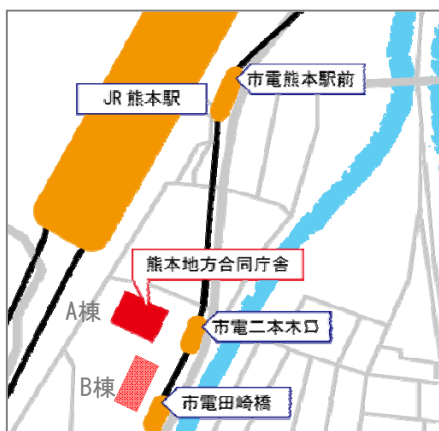 市電熊本駅前
JR 熊本駅
熊本地方合同庁舎
A棟
市電二本木口
B棟
市電田崎橋